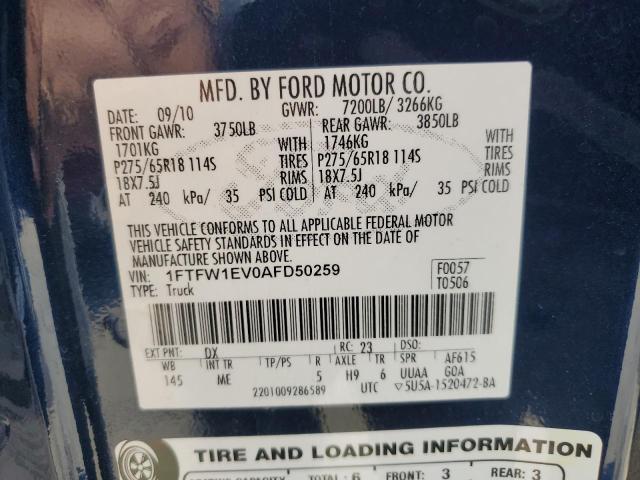 MFD. BY FORD MOTOR CO.
DATE: 09/10 GVWR: 7200LB/ 3266KG
FRONT GAWR: 3750LB REAR GAWR: 3850LB
1701KG WITH 1746KG WITH
P275/65R18 114S TIRES P275/65R18 114S TIRES
18X7.5J RIMS 18X7.5J RIMS
AT 240 kPa/ 35 PSI COLD AT 240 kPa/ 35 PSI COLD
THIS VEHICLE CONFORMS TO ALL APPLICABLE FEDERAL MOTOR
VEHICLE SAFETY STANDARDS IN EFFECT ON THE DATE OF
MANUFACTURE SHOWN ABOVE.
VIN: 1FTFW1EV0AFD50259 F0057
TYPE: Truck T0506
EXT PNT: DX RC: 23 DSO:
WB INT TR TP/PS R AXLE TR SPR AF615
145 ME 5 H9 6 UUAA GOA
2201009286589 UTC ▽5U5A-1520472-BA
TIRE AND LOADING INFORMATION
TOTAL : 6 FRONT: 3 REAR: 3